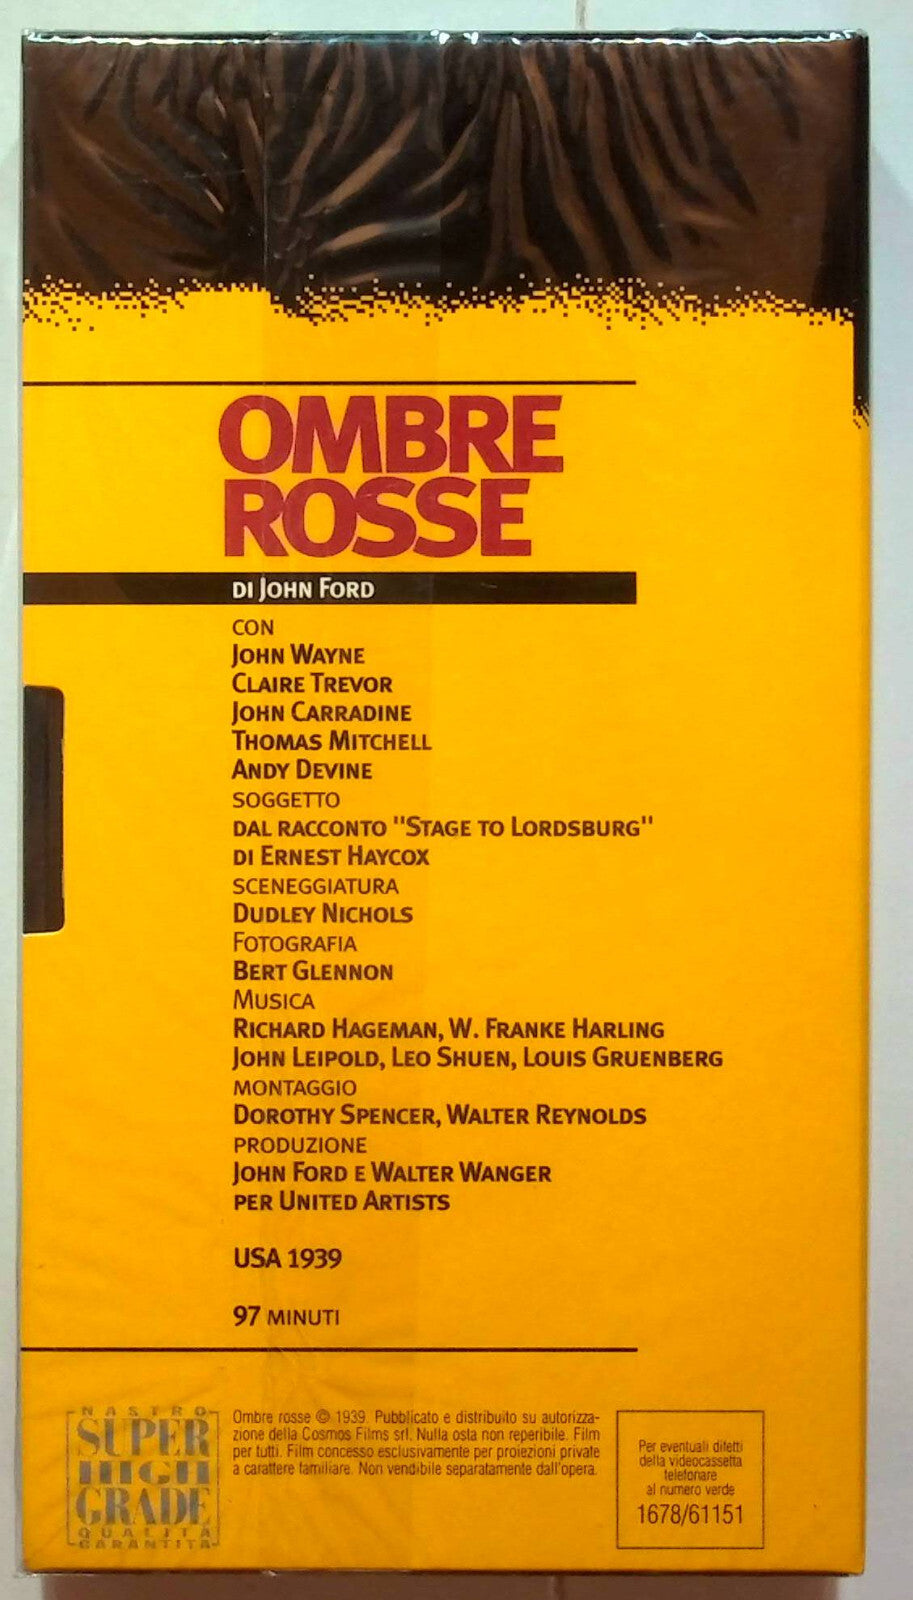 OMBRE
ROSSE
DI JOHN FORD
CON
JOHN WAYNE
CLAIRE TREVOR
JOHN CARRADINE
THOMAS MITCHELL
ANDY DEVINE
SOGGETTO
DAL RACCONTO "STAGE TO LORDSBURG"
DI ERNEST HAYCOX
SCENEGGIATURA
DUDLEY NICHOLS
FOTOGRAFIA
BERT GLENNON
MUSICA
RICHARD HAGEMAN, W. FRANKE HARLING
JOHN LEIPOLD, LEO SHUEN, LOUIS GRUENBERG
MONTAGGIO
DOROTHY SPENCER, WALTER REYNOLDS
PRODUZIONE
JOHN FORD E WALTER WANGER
PER UNITED ARTISTS
USA 1939
97 MINUTI
NASTRO
SUPER
HIGH
GRADE
QUALITÀ
GARANTITA
Ombre rosse © 1939. Pubblicato e distribuito su autorizza-
zione della Cosmos Films srl. Nulla osta non reperibile. Film
per tutti. Film concesso esclusivamente per proiezioni private
a carattere familiare. Non vendibile separatamente dall'opera.
Per eventuali difetti
della videocassetta
telefonare
al numero verde
1678/61151